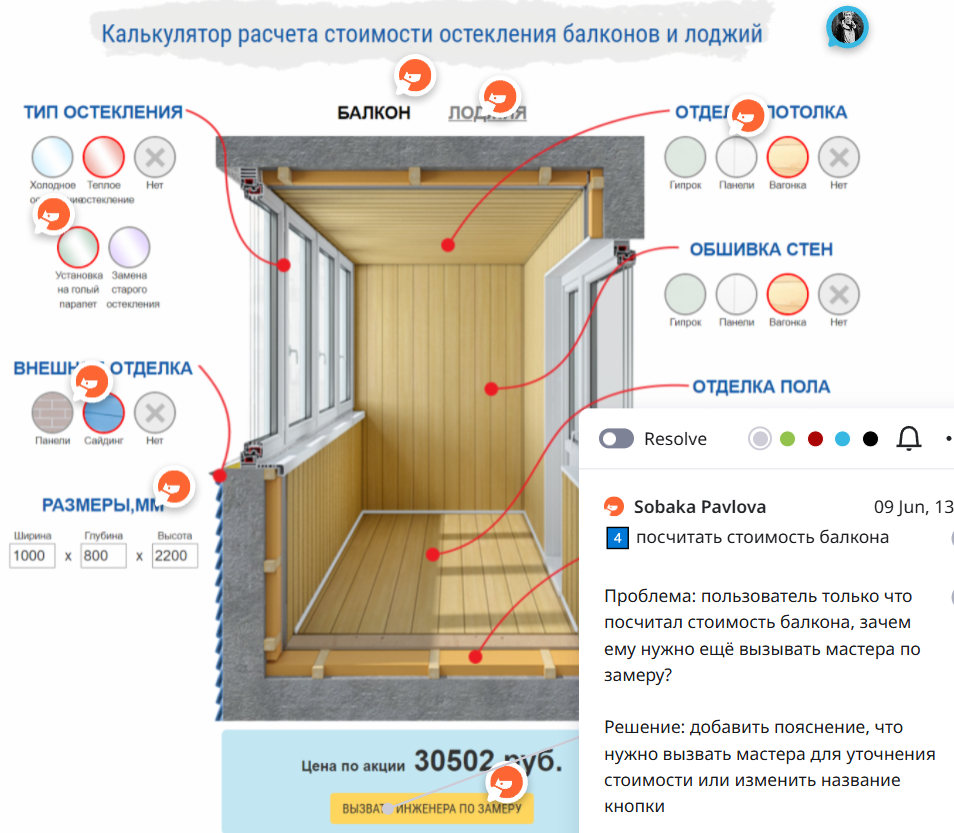 Калькулятор расчета стоимости остекления балконов и лоджий
БАЛКОН
ТИП ОСТЕКЛЕНИЯ
Холодное Теплое Нет
остекление
Установка Замена
на голый старого
парапет остекления
ВНЕШНЯЯ ОТДЕЛКА
Панели Сайдинг Нет
РАЗМЕРЫ,ММ
Ширина Глубина Высота
1000 x 800 x 2200
ПОТОЛКА
Гипрок Панели Вагонка Нет
ОБШИВКА СТЕН
Гипрок Панели Вагонка Нет
ОТДЕЛКА ПОЛА
Цена по акции 30502 руб.
ВЫЗВАТЬ ИНЖЕНЕРА ПО ЗАМЕРУ
Resolve
Sobaka Pavlova 09 Jun, 13
4 посчитать стоимость балкона
Проблема: пользователь только что
посчитал стоимость балкона, зачем
ему нужно ещё вызывать мастера по
замеру?
Решение: добавить пояснение, что
нужно вызвать мастера для уточнения
стоимости или изменить название
кнопки